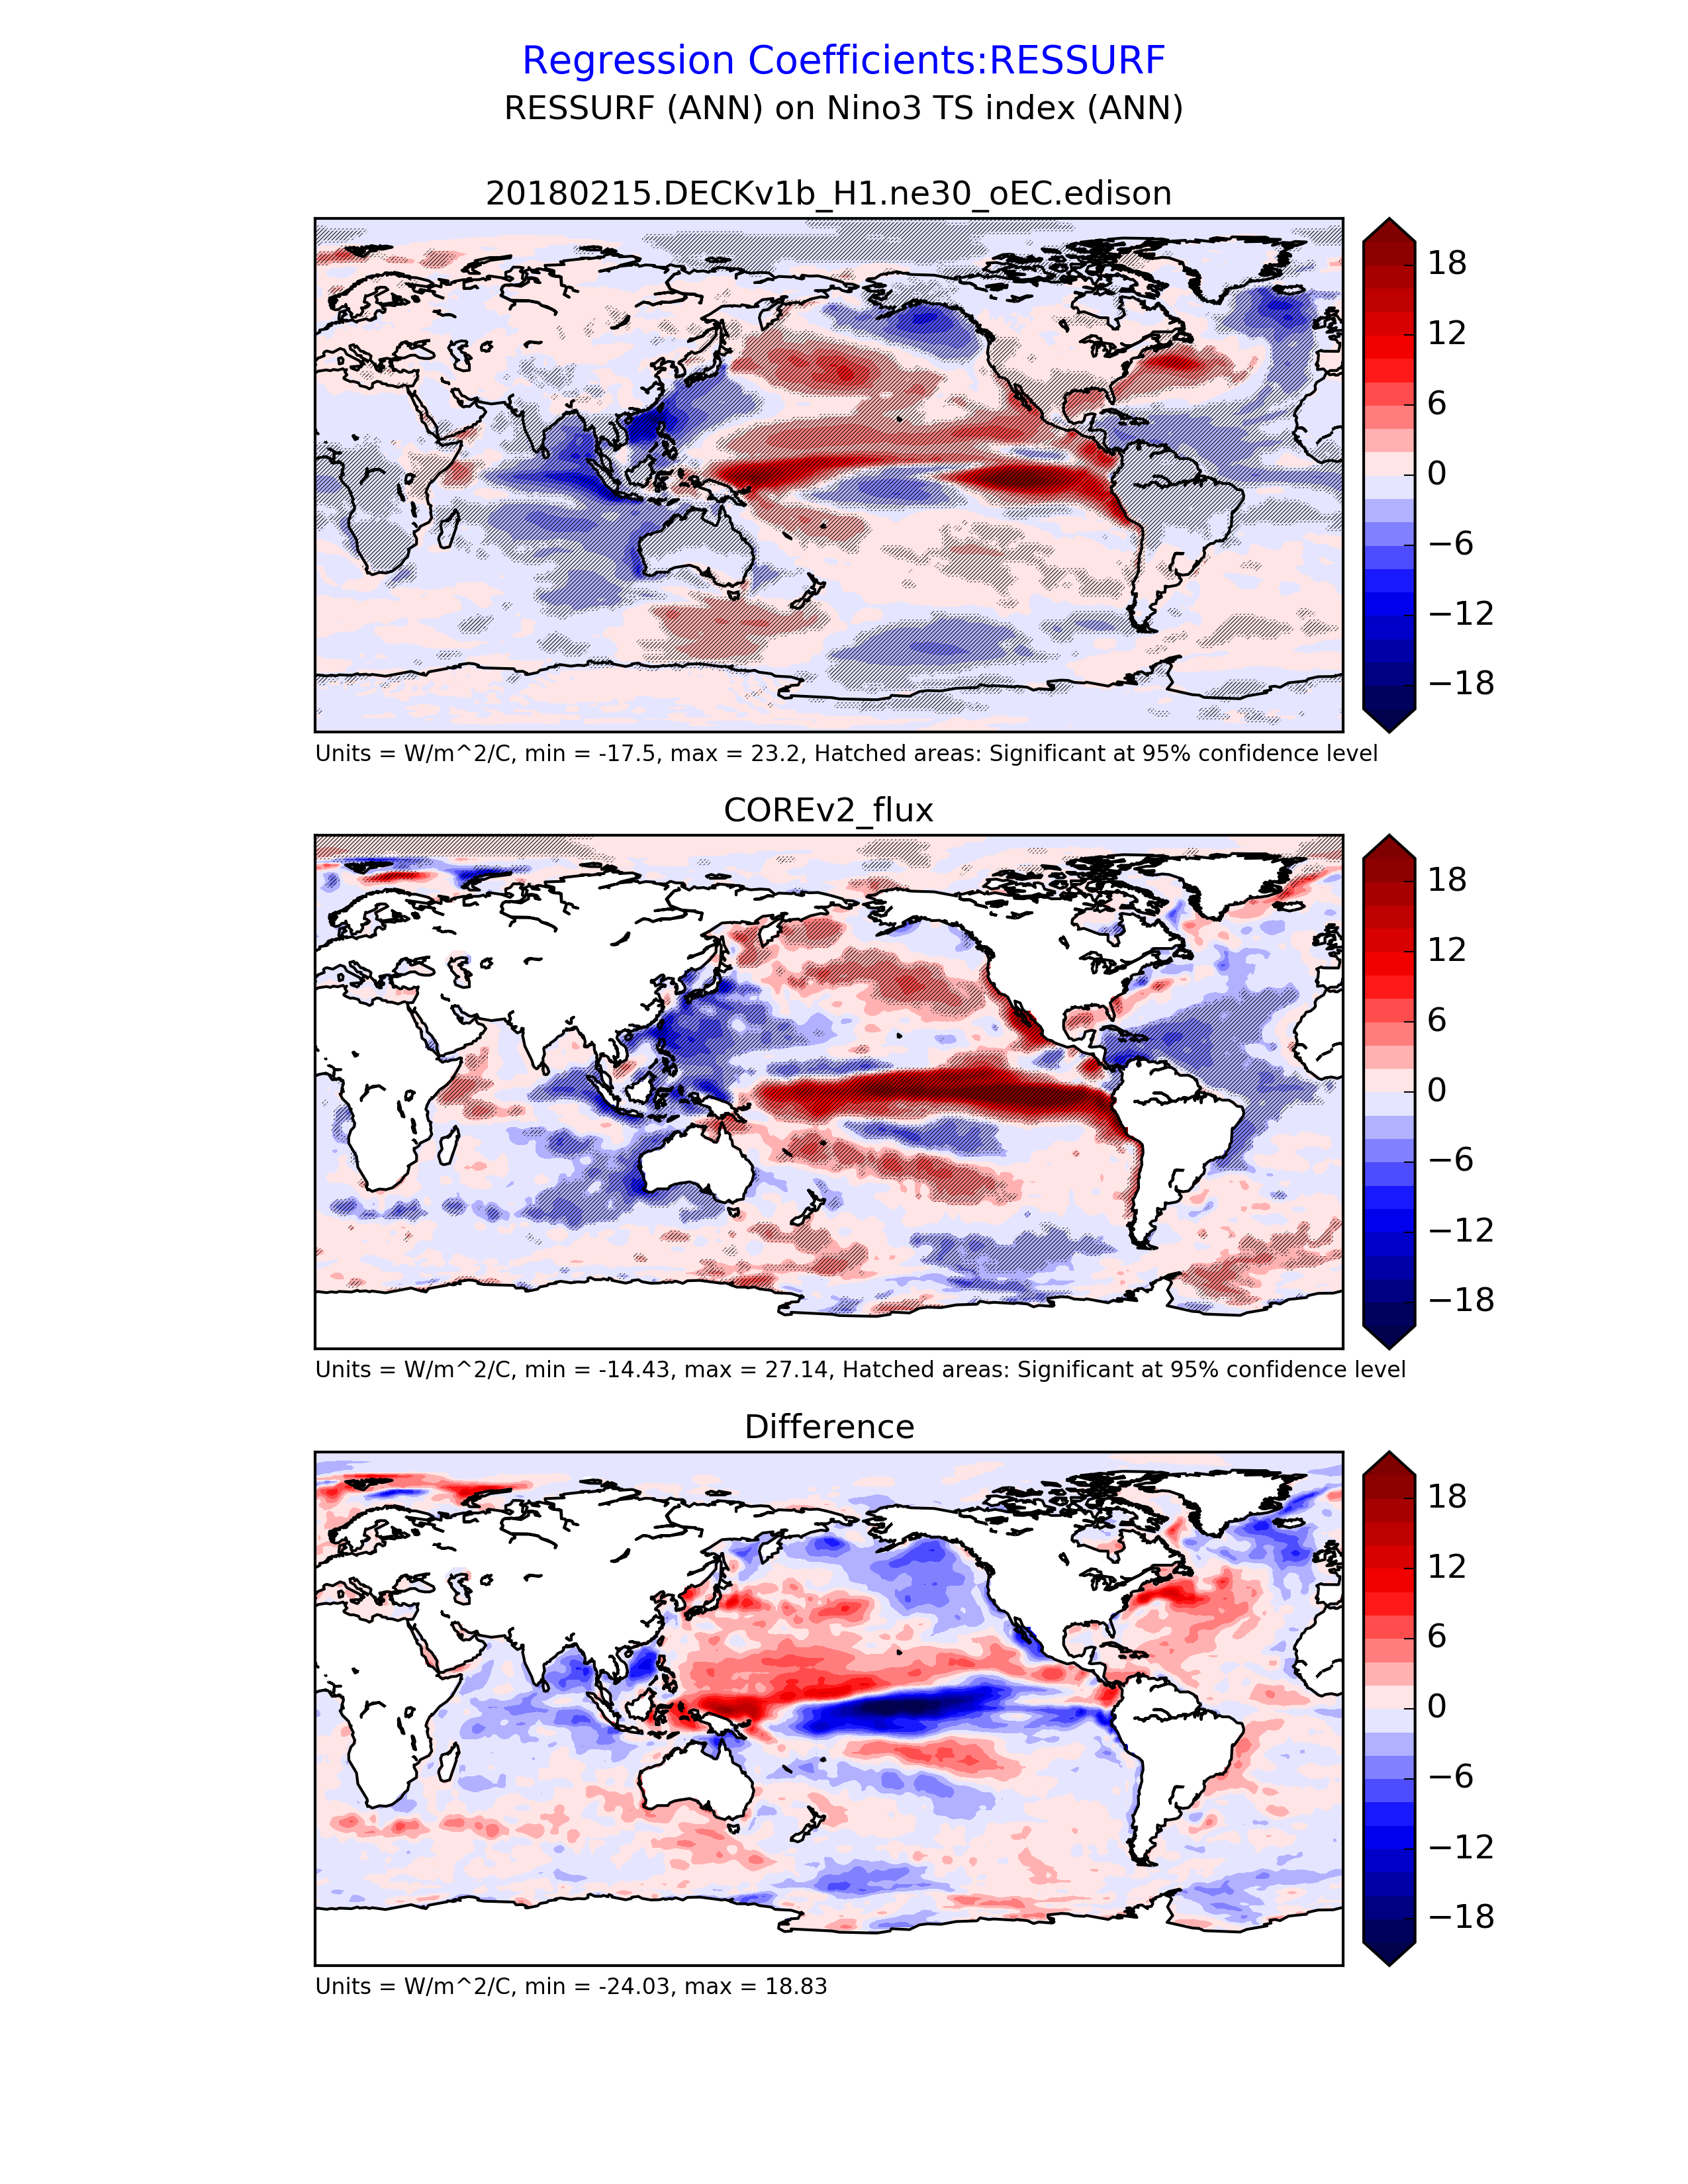 Regression Coefficients:RESSURF
RESSURF (ANN) on Nino3 TS index (ANN)
20180215.DECKv1b_H1.ne30_oEC.edison
18
12
6
0
−6
−12
−18
Units = W/m^2/C, min = -17.5, max = 23.2, Hatched areas: Significant at 95% confidence level
COREv2_flux
18
12
6
0
−6
−12
−18
Units = W/m^2/C, min = -14.43, max = 27.14, Hatched areas: Significant at 95% confidence level
Difference
18
12
6
0
−6
−12
−18
Units = W/m^2/C, min = -24.03, max = 18.83